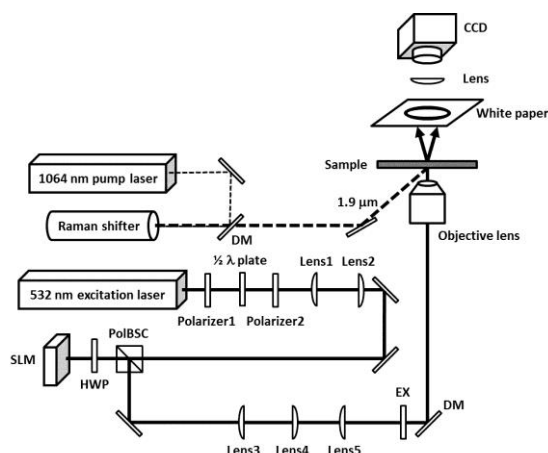 CCD
Lens
White paper
Sample
1064 nm pump laser
1.9 µm
Raman shifter
DM
Objective lens
½ λ plate
Lens1
Lens2
532 nm excitation laser
Polarizer1
Polarizer2
PolBSC
SLM
HWP
EX
DM
Lens3
Lens4
Lens5